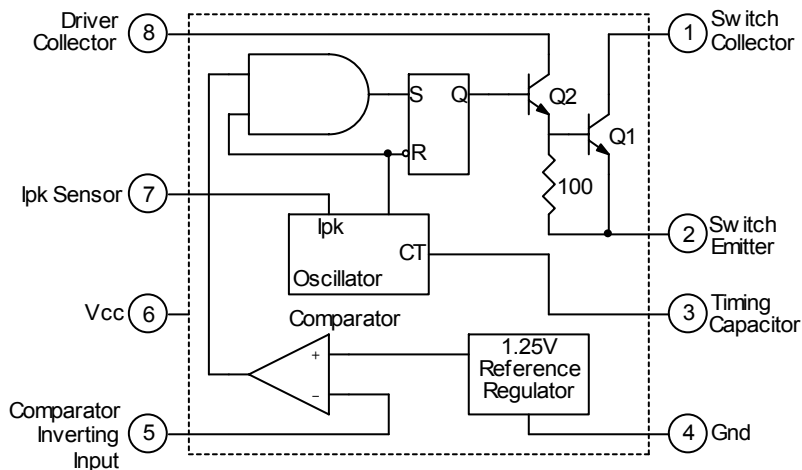 Driver
Collector
8
1
Switch
Collector
S
Q
Q2
Q1
R
100
Ipk Sensor
7
Ipk
CT
Oscillator
2
Switch
Emitter
Vcc
6
3
Timing
Capacitor
Comparator
+
−
1.25V
Reference
Regulator
Comparator
Inverting
Input
5
4
Gnd